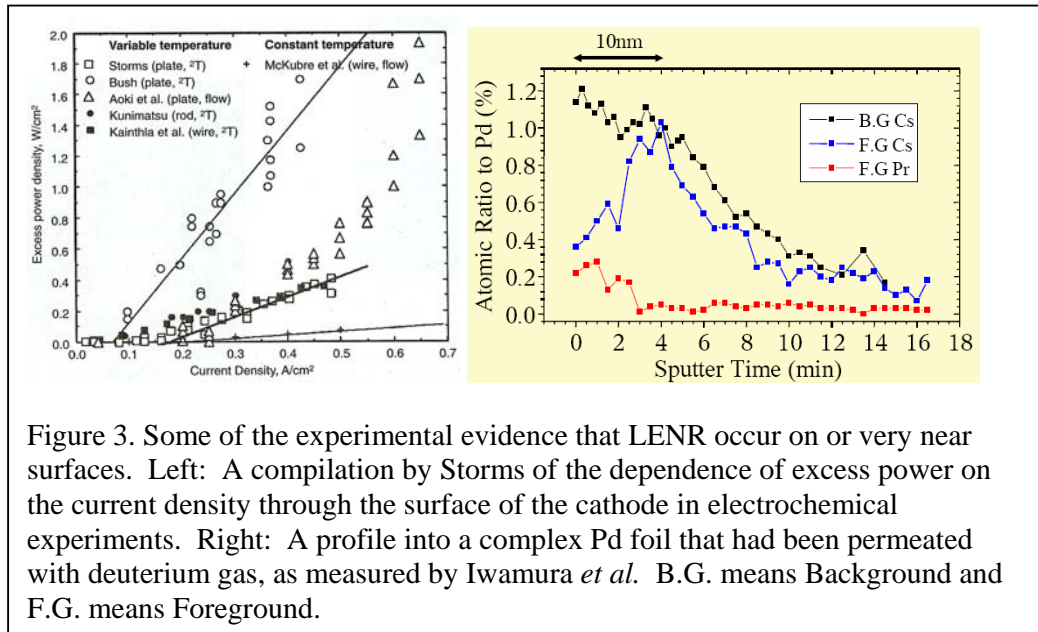 2.0
1.8
1.6
1.4
1.2
1.0
0.8
0.6
0.4
0.2
0.0
Excess power density, W/cm²
Variable temperature
Constant temperature
□ Storms (plate, ²T)
+ McKubre et al. (wire, flow)
○ Bush (plate, ²T)
△ Aoki et al. (plate, flow)
● Kunimatsu (rod, ²T)
■ Kainthla et al. (wire, ²T)
0.0 0.1 0.2 0.3 0.4 0.5 0.6 0.7
Current Density, A/cm²
10nm
1.2
1.0
0.8
0.6
0.4
0.2
0.0
Atomic Ratio to Pd (%)
B.G Cs
F.G Cs
F.G Pr
0 2 4 6 8 10 12 14 16 18
Sputter Time (min)
Figure 3. Some of the experimental evidence that LENR occur on or very near
surfaces. Left: A compilation by Storms of the dependence of excess power on
the current density through the surface of the cathode in electrochemical
experiments. Right: A profile into a complex Pd foil that had been permeated
with deuterium gas, as measured by Iwamura et al. B.G. means Background and
F.G. means Foreground.